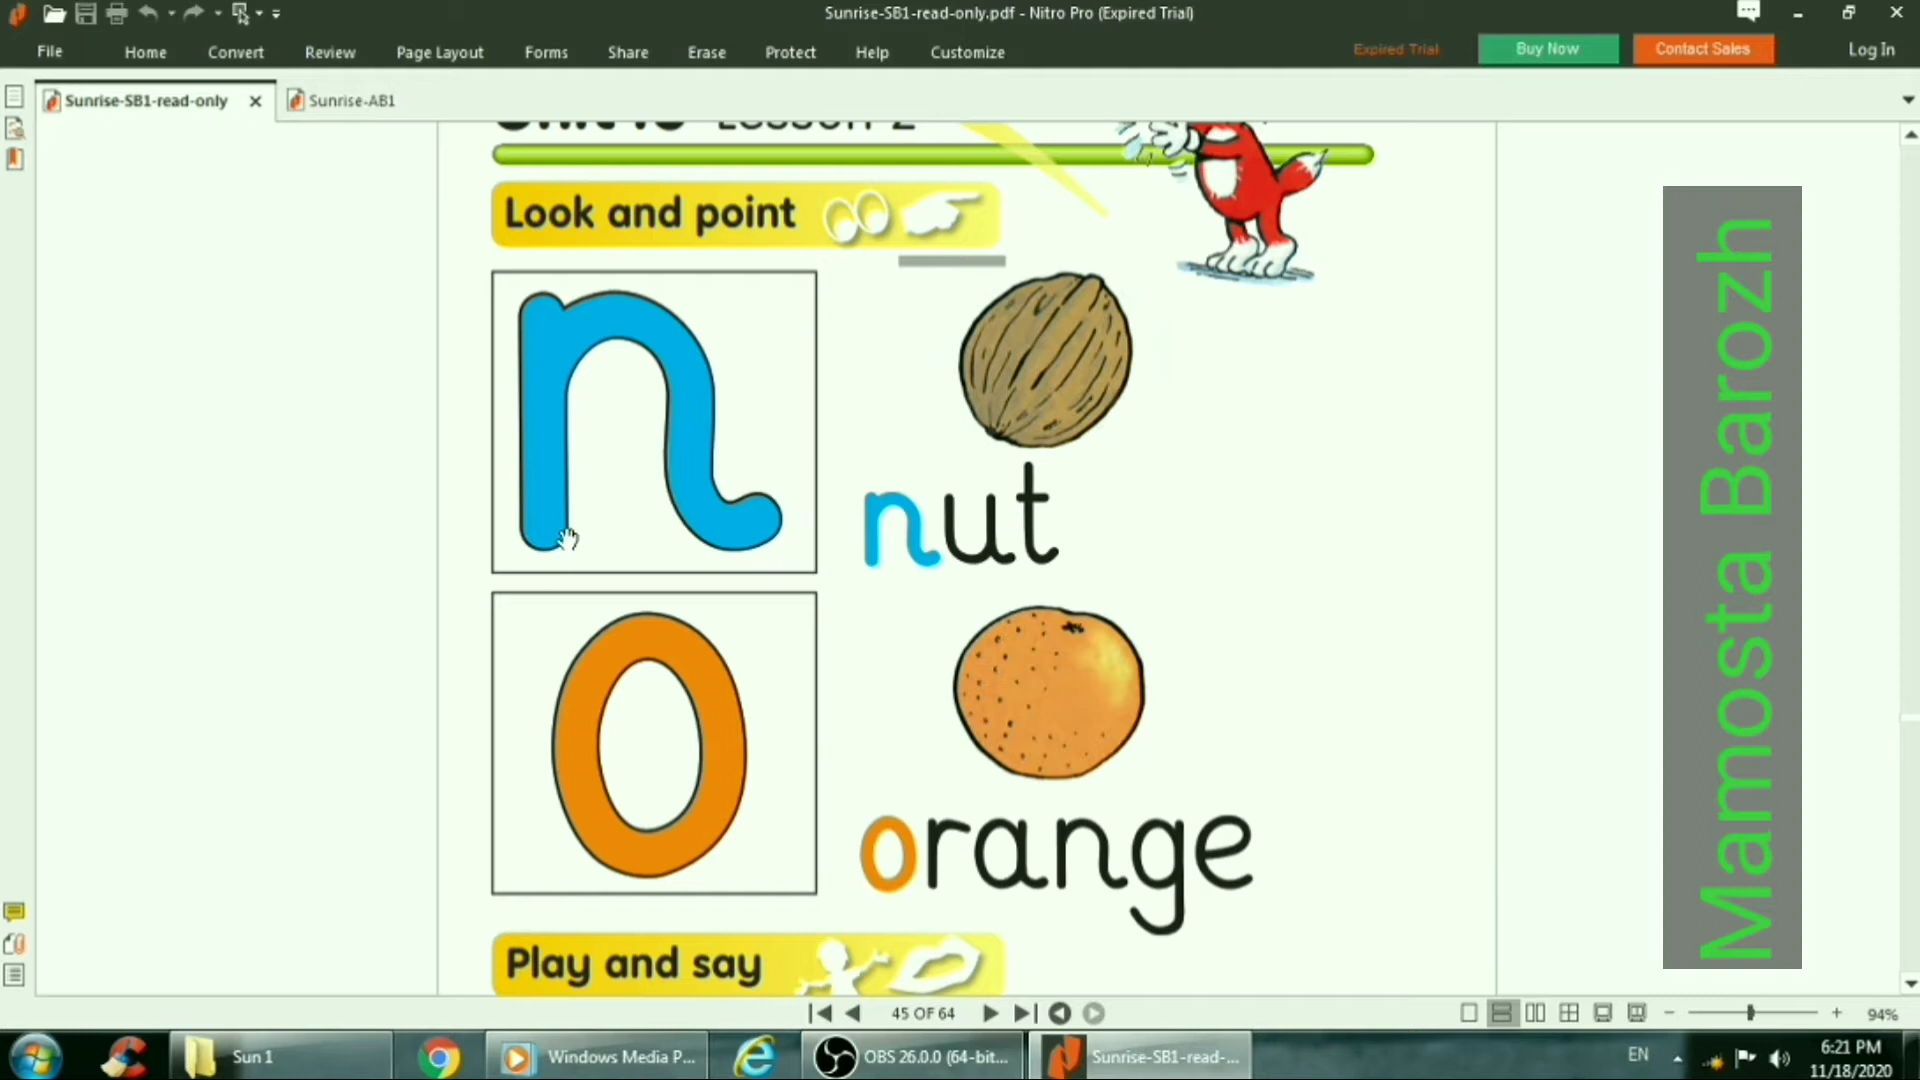 Sunrise-SB1-read-only.pdf - Nitro Pro (Expired Trial)
File Home Convert Review Page Layout Forms Share Erase Protect Help Customize
Expired Trial Buy Now Contact Sales Log In
Sunrise-SB1-read-only Sunrise-AB1
Lesson 2
Look and point
n
nut
o
orange
Play and say
Mamosta Barozh
45 OF 64
94%
Sun 1
Windows Media P...
OBS 26.0.0 (64-bit...
Sunrise-SB1-read-...
EN
6:21 PM
11/18/2020